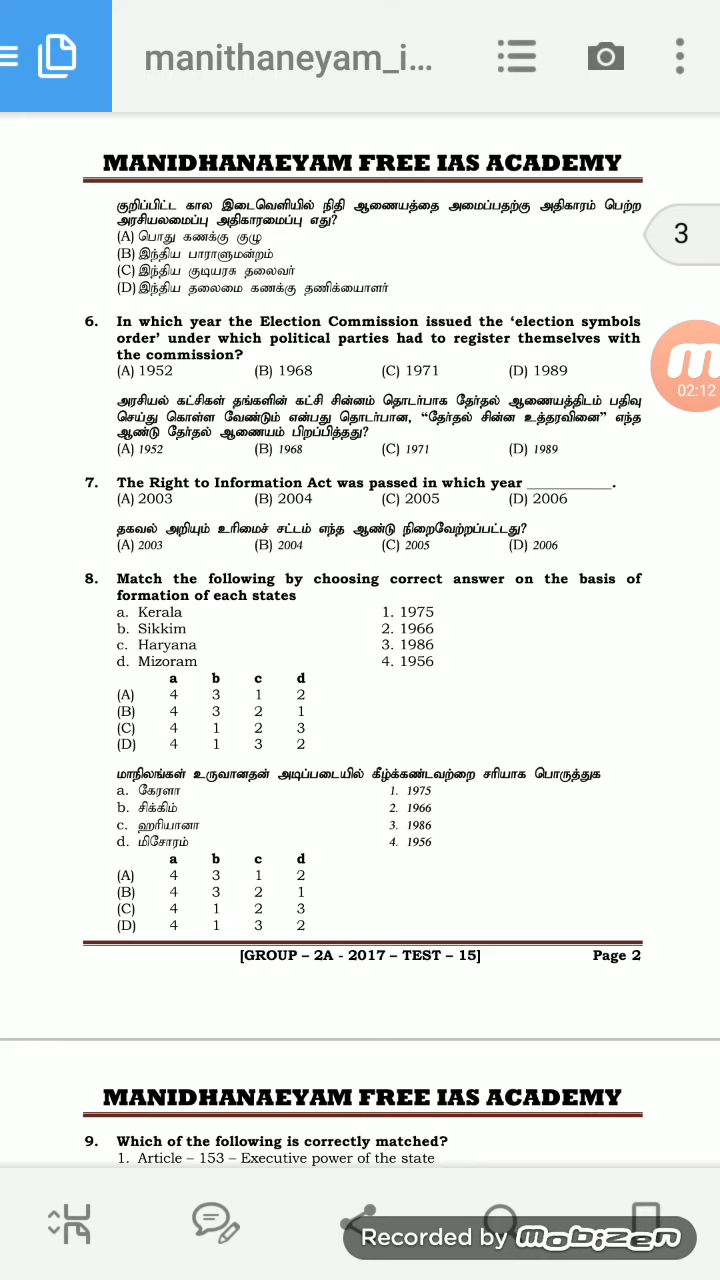 manithaneyam_i...
MANIDHANAEYAM FREE IAS ACADEMY
3
குறிப்பிட்ட கால இடைவெளியில் நிதி ஆணையத்தை அமைப்பதற்கு அதிகாரம் பெற்ற
அரசியலமைப்பு அதிகாரமைப்பு எது?
(A) பொது கணக்கு குழு
(B) இந்திய பாராளுமன்றம்
(C) இந்திய குடியரசு தலைவர்
(D) இந்திய தலைமை கணக்கு தணிக்கையாளர்
6. In which year the Election Commission issued the ‘election symbols
order’ under which political parties had to register themselves with
the commission?
(A) 1952 (B) 1968 (C) 1971 (D) 1989
02:12
அரசியல் கட்சிகள் தங்களின் கட்சி சின்னம் தொடர்பாக தேர்தல் ஆணையத்திடம் பதிவு
செய்து கொள்ள வேண்டும் என்பது தொடர்பான, “தேர்தல் சின்ன உத்தரவினை” எந்த
ஆண்டு தேர்தல் ஆணையம் பிறப்பித்தது?
(A) 1952 (B) 1968 (C) 1971 (D) 1989
7. The Right to Information Act was passed in which year ___________.
(A) 2003 (B) 2004 (C) 2005 (D) 2006
தகவல் அறியும் உரிமைச் சட்டம் எந்த ஆண்டு நிறைவேற்றப்பட்டது?
(A) 2003 (B) 2004 (C) 2005 (D) 2006
8. Match the following by choosing correct answer on the basis of
formation of each states
a. Kerala 1. 1975
b. Sikkim 2. 1966
c. Haryana 3. 1986
d. Mizoram 4. 1956
a b c d
(A) 4 3 1 2
(B) 4 3 2 1
(C) 4 1 2 3
(D) 4 1 3 2
மாநிலங்கள் உருவானதன் அடிப்படையில் கீழ்க்கண்டவற்றை சரியாக பொருத்துக
a. கேரளா 1. 1975
b. சிக்கிம் 2. 1966
c. ஹரியானா 3. 1986
d. மிசோரம் 4. 1956
a b c d
(A) 4 3 1 2
(B) 4 3 2 1
(C) 4 1 2 3
(D) 4 1 3 2
[GROUP – 2A - 2017 – TEST – 15] Page 2
MANIDHANAEYAM FREE IAS ACADEMY
9. Which of the following is correctly matched?
1. Article – 153 – Executive power of the state
Recorded by mobizen